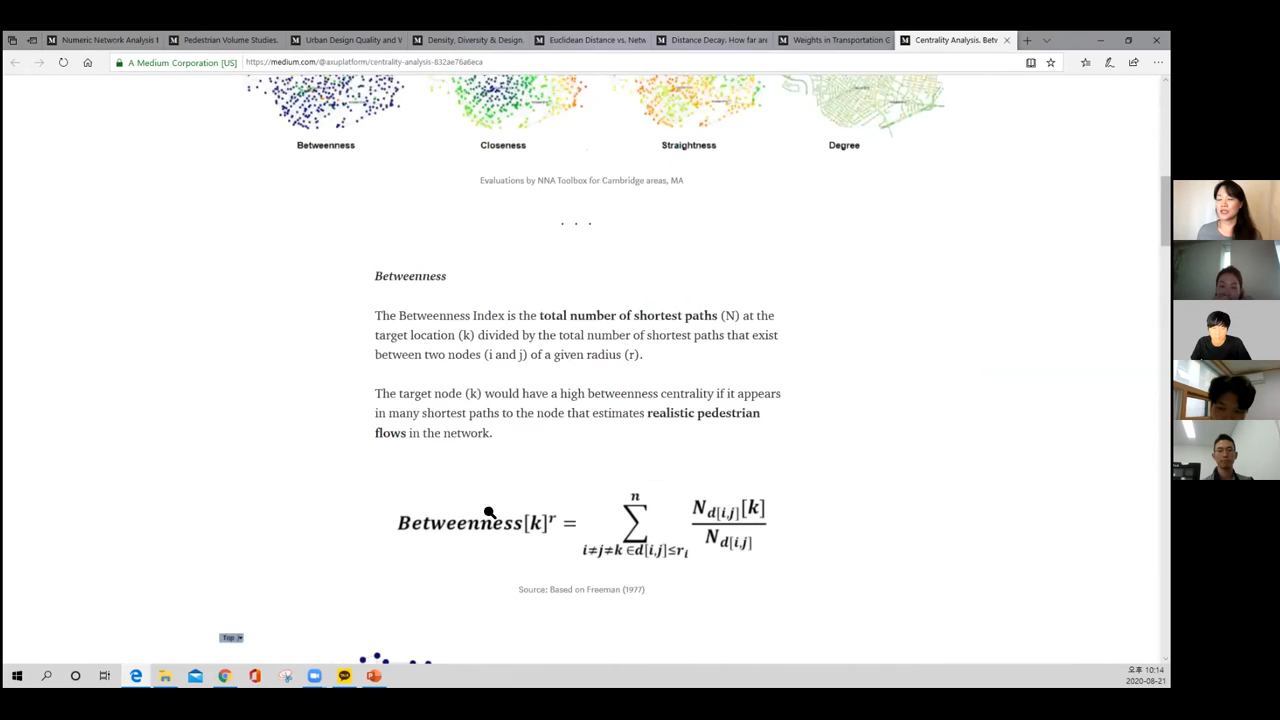 Numeric Network Analysis T
Pedestrian Volume Studies.
Urban Design Quality and W
Density, Diversity & Design.
Euclidean Distance vs. Netw
Distance Decay. How far are
Weights in Transportation G
Centrality Analysis. Betw
A Medium Corporation [US]
https://medium.com/@axuplatform/centrality-analysis-832ae76a6eca
Betweenness
Closeness
Straightness
Degree
Evaluations by NNA Toolbox for Cambridge areas, MA
. . .
Betweenness
The Betweenness Index is the total number of shortest paths (N) at the
target location (k) divided by the total number of shortest paths that exist
between two nodes (i and j) of a given radius (r).
The target node (k) would have a high betweenness centrality if it appears
in many shortest paths to the node that estimates realistic pedestrian
flows in the network.
Betweenness[k]ʳ = ∑ⁿ i≠j≠k ∈d[i,j]≤rᵢ N d[i,j] [k] / N d[i,j]
Source: Based on Freeman (1977)
Top
오후 10:14
2020-08-21